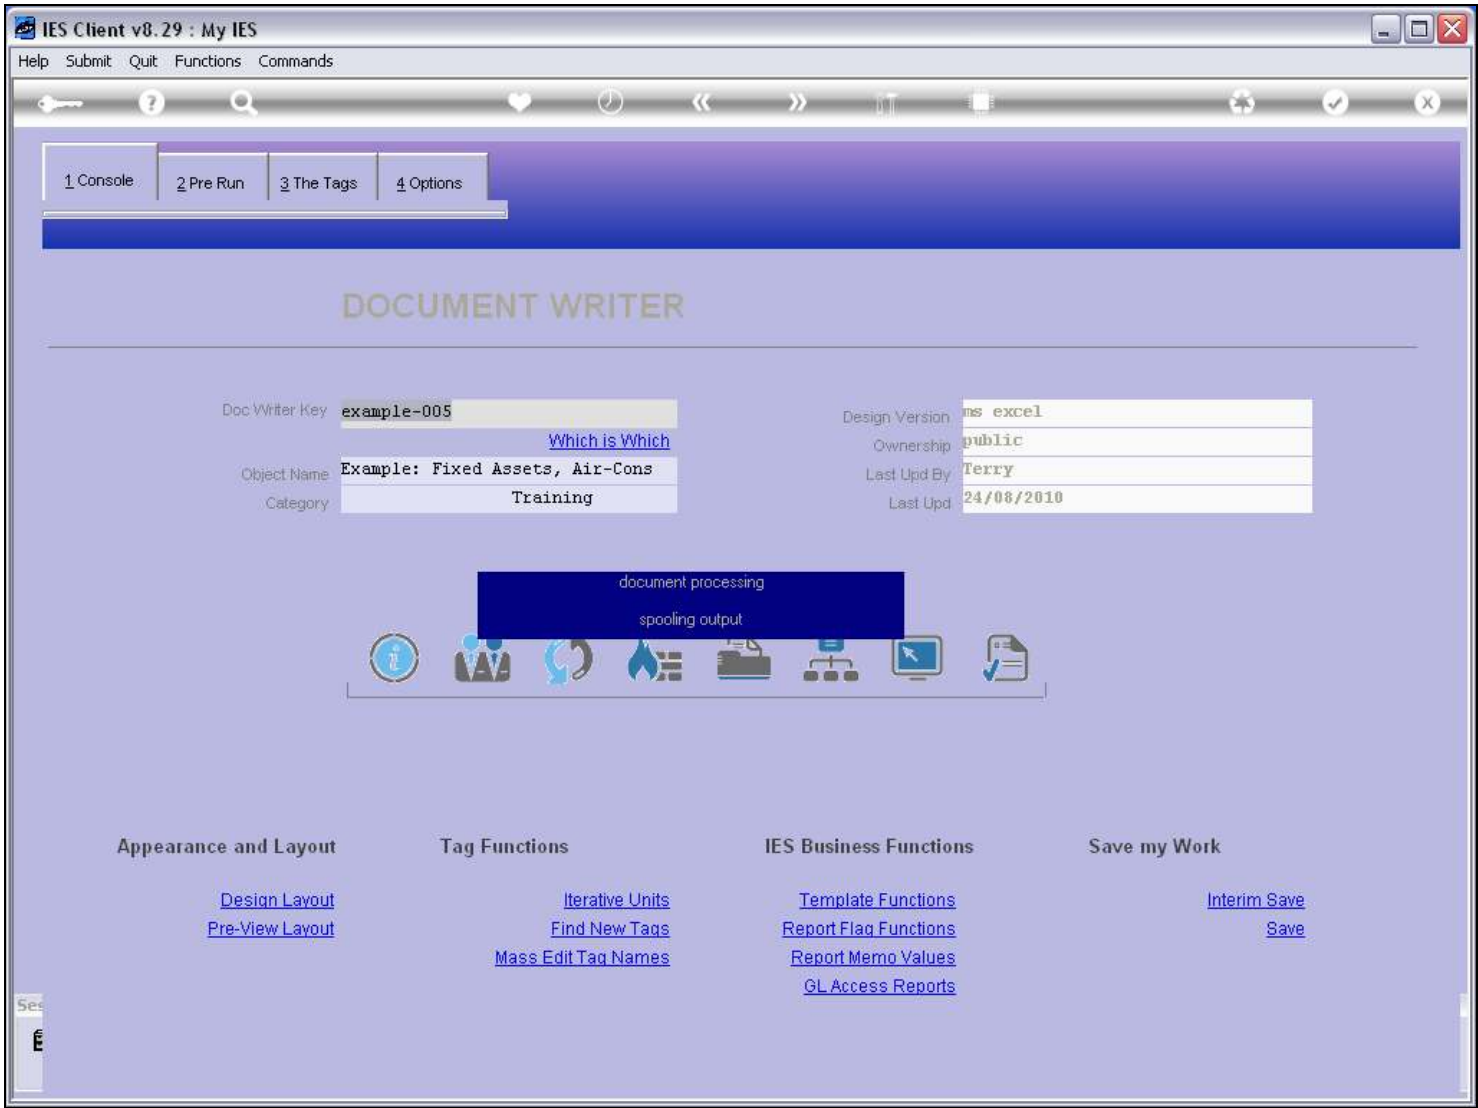 IES Client v8.29 : My IES
Help Submit Quit Functions Commands
1 Console
2 Pre Run
3 The Tags
4 Options
DOCUMENT WRITER
Doc Writer Key example-005
Which is Which
Object Name Example: Fixed Assets, Air-Cons
Category Training
Design Version ms excel
Ownership public
Last Upd By Terry
Last Upd 24/08/2010
document processing
spooling output
Appearance and Layout
Design Layout
Pre-View Layout
Tag Functions
Iterative Units
Find New Tags
Mass Edit Tag Names
IES Business Functions
Template Functions
Report Flag Functions
Report Memo Values
GL Access Reports
Save my Work
Interim Save
Save